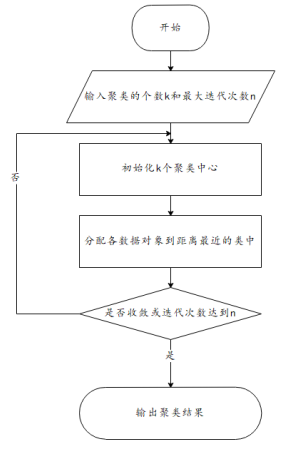 开始
输入聚类的个数k和最大迭代次数n
初始化k个聚类中心
否
分配各数据对象到距离最近的类中
是否收敛或迭代次数达到n
是
输出聚类结果